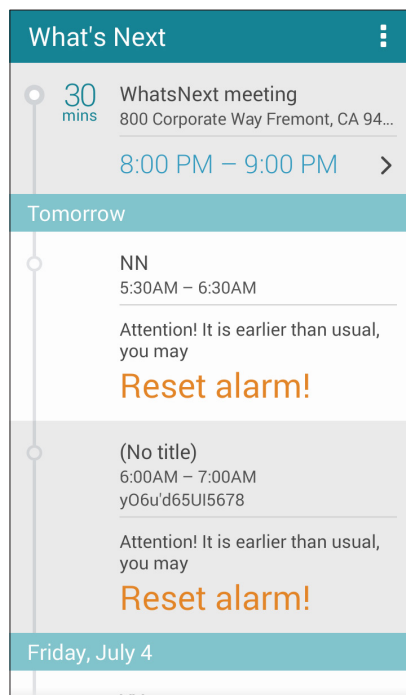 What's Next
30
mins
WhatsNext meeting
800 Corporate Way Fremont, CA 94...
8:00 PM – 9:00 PM
Tomorrow
NN
5:30AM – 6:30AM
Attention! It is earlier than usual,
you may
Reset alarm!
(No title)
6:00AM – 7:00AM
yO6u'd65UI5678
Attention! It is earlier than usual,
you may
Reset alarm!
Friday, July 4